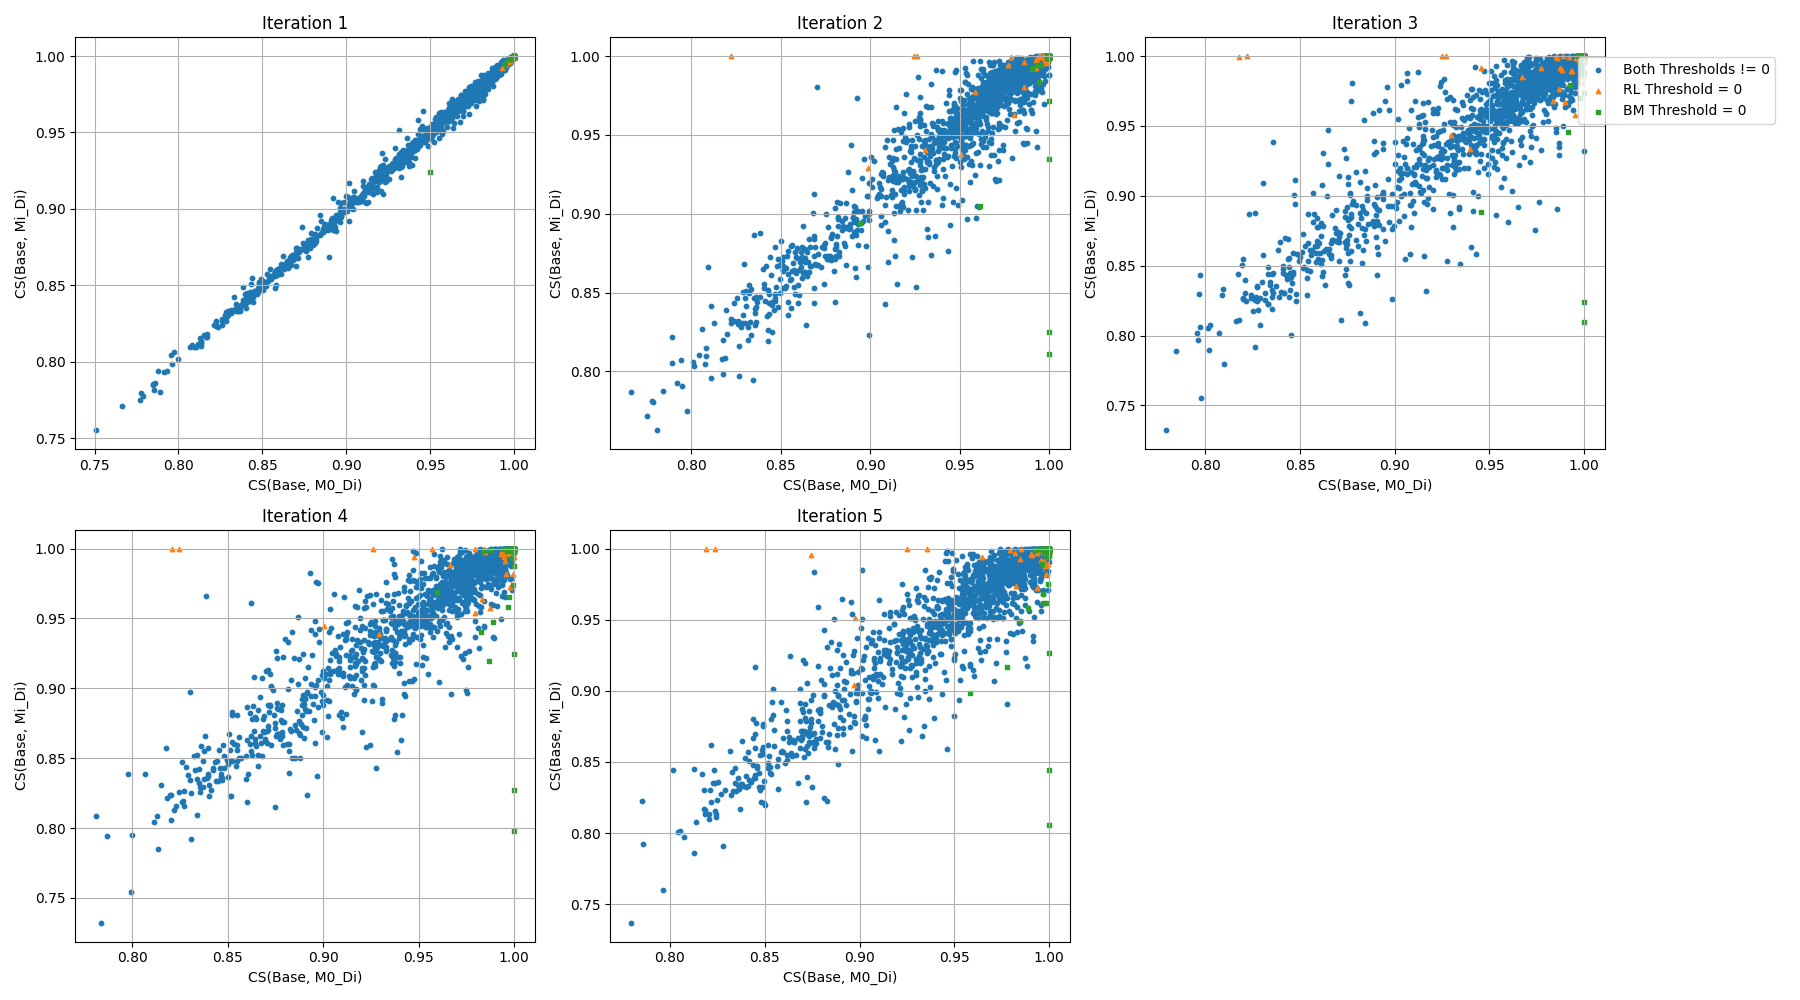 Iteration 1
CS(Base, Mi_Di)
1.00
0.95
0.90
0.85
0.80
0.75
0.75 0.80 0.85 0.90 0.95 1.00
CS(Base, M0_Di)
Iteration 2
CS(Base, Mi_Di)
1.00
0.95
0.90
0.85
0.80
0.80 0.85 0.90 0.95 1.00
CS(Base, M0_Di)
Iteration 3
CS(Base, Mi_Di)
1.00
0.95
0.90
0.85
0.80
0.75
0.80 0.85 0.90 0.95 1.00
CS(Base, M0_Di)
Both Thresholds != 0
RL Threshold = 0
BM Threshold = 0
Iteration 4
CS(Base, Mi_Di)
1.00
0.95
0.90
0.85
0.80
0.75
0.80 0.85 0.90 0.95 1.00
CS(Base, M0_Di)
Iteration 5
CS(Base, Mi_Di)
1.00
0.95
0.90
0.85
0.80
0.75
0.80 0.85 0.90 0.95 1.00
CS(Base, M0_Di)